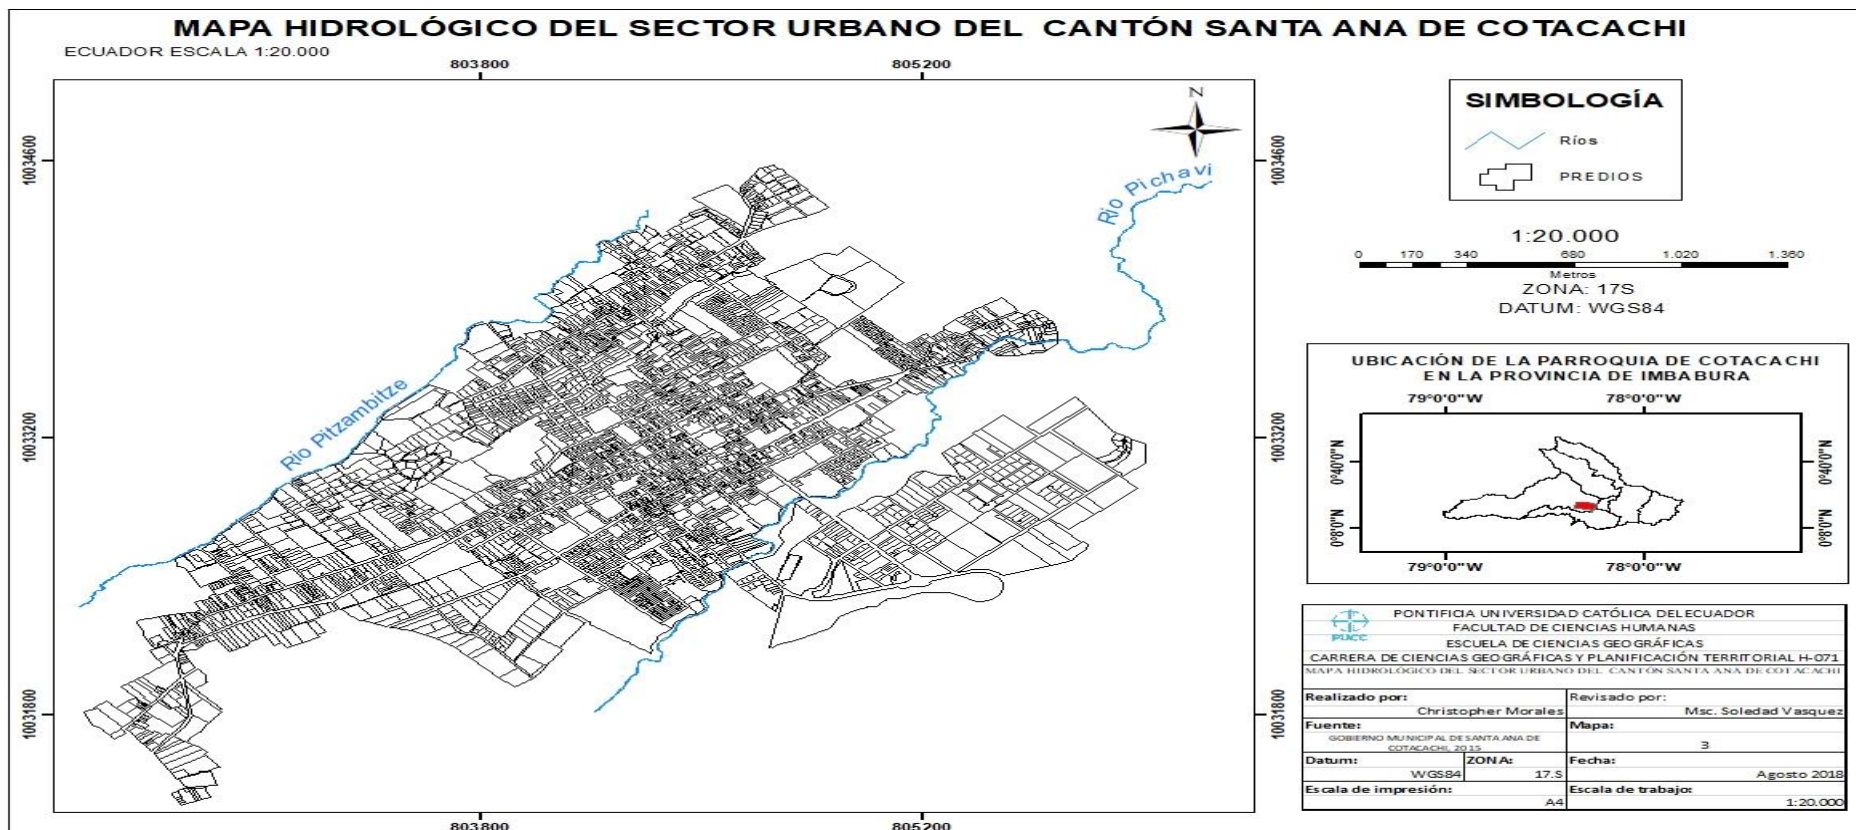 MAPA HIDROLÓGICO DEL SECTOR URBANO DEL CANTÓN SANTA ANA DE COTACACHI
ECUADOR ESCALA 1:20.000
803800 805200
N
10034600 10034600
Rio Pichavi
Rio Pitzambitze
10033200 10033200
10031800 10031800
803800 805200
SIMBOLOGÍA
Ríos
PREDIOS
1:20.000
0 170 340 680 1.020 1.360
Metros
ZONA: 17S
DATUM: WGS84
UBICACIÓN DE LA PARROQUIA DE COTACACHI
EN LA PROVINCIA DE IMBABURA
79°0'0"W 78°0'0"W
0°40'0"N 0°40'0"N
0°8'0"N 0°8'0"N
79°0'0"W 78°0'0"W
PUCE
PONTIFICIA UNIVERSIDAD CATÓLICA DEL ECUADOR
FACULTAD DE CIENCIAS HUMANAS
ESCUELA DE CIENCIAS GEOGRÁFICAS
CARRERA DE CIENCIAS GEOGRÁFICAS Y PLANIFICACIÓN TERRITORIAL H-071
MAPA HIDROLÓGICO DEL SECTOR URBANO DEL CANTÓN SANTA ANA DE COTACACHI
Realizado por: Revisado por:
Christopher Morales Msc. Soledad Vasquez
Fuente: Mapa:
GOBIERNO MUNICIPAL DE SANTA ANA DE
COTACACHI, 2015 3
Datum: ZONA: Fecha:
WGS84 17.S Agosto 2018
Escala de impresión: Escala de trabajo:
A4 1:20.000